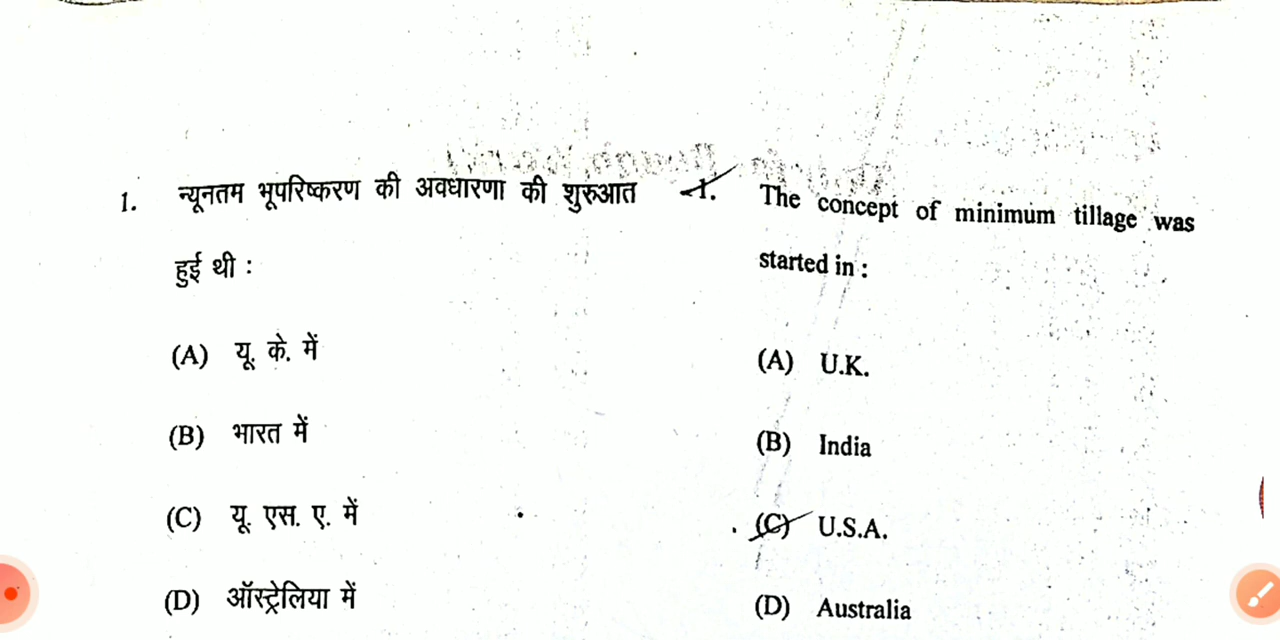 1. न्यूनतम भूपरिष्करण की अवधारणा की शुरुआत
हुई थी :
(A) यू. के. में
(B) भारत में
(C) यू. एस. ए. में
(D) ऑस्ट्रेलिया में
1. The concept of minimum tillage was
started in :
(A) U.K.
(B) India
(C) U.S.A.
(D) Australia